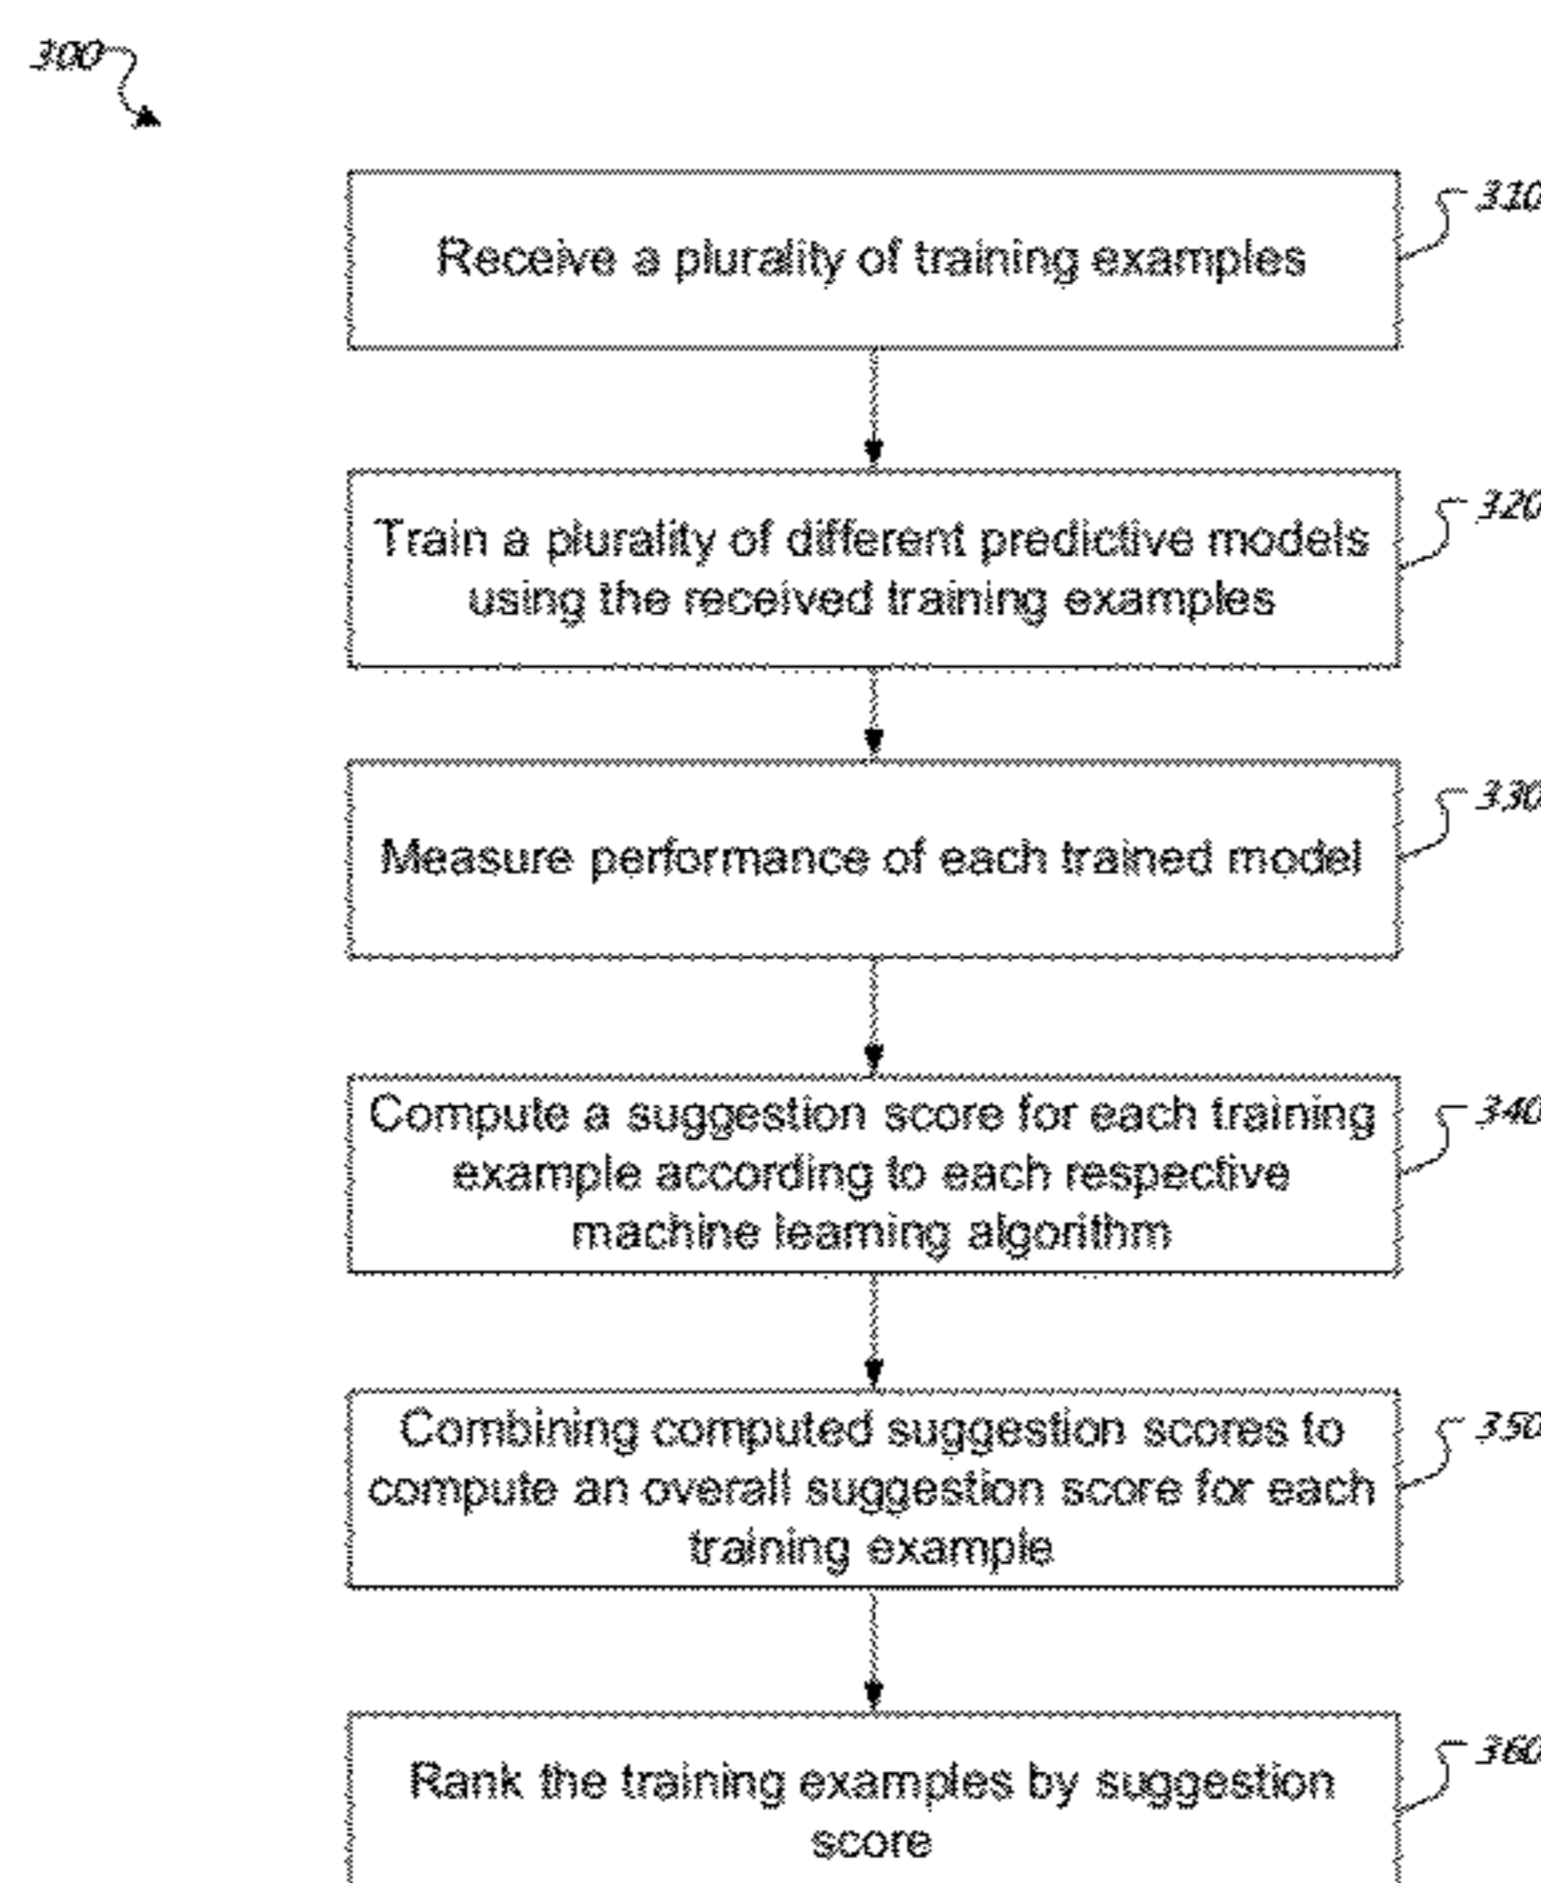 300
Receive a plurality of training examples
310
Train a plurality of different predictive models
using the received training examples
320
Measure performance of each trained model
330
Compute a suggestion score for each training
example according to each respective
machine learning algorithm
340
Combining computed suggestion scores to
compute an overall suggestion score for each
training example
350
Rank the training examples by suggestion
score
360